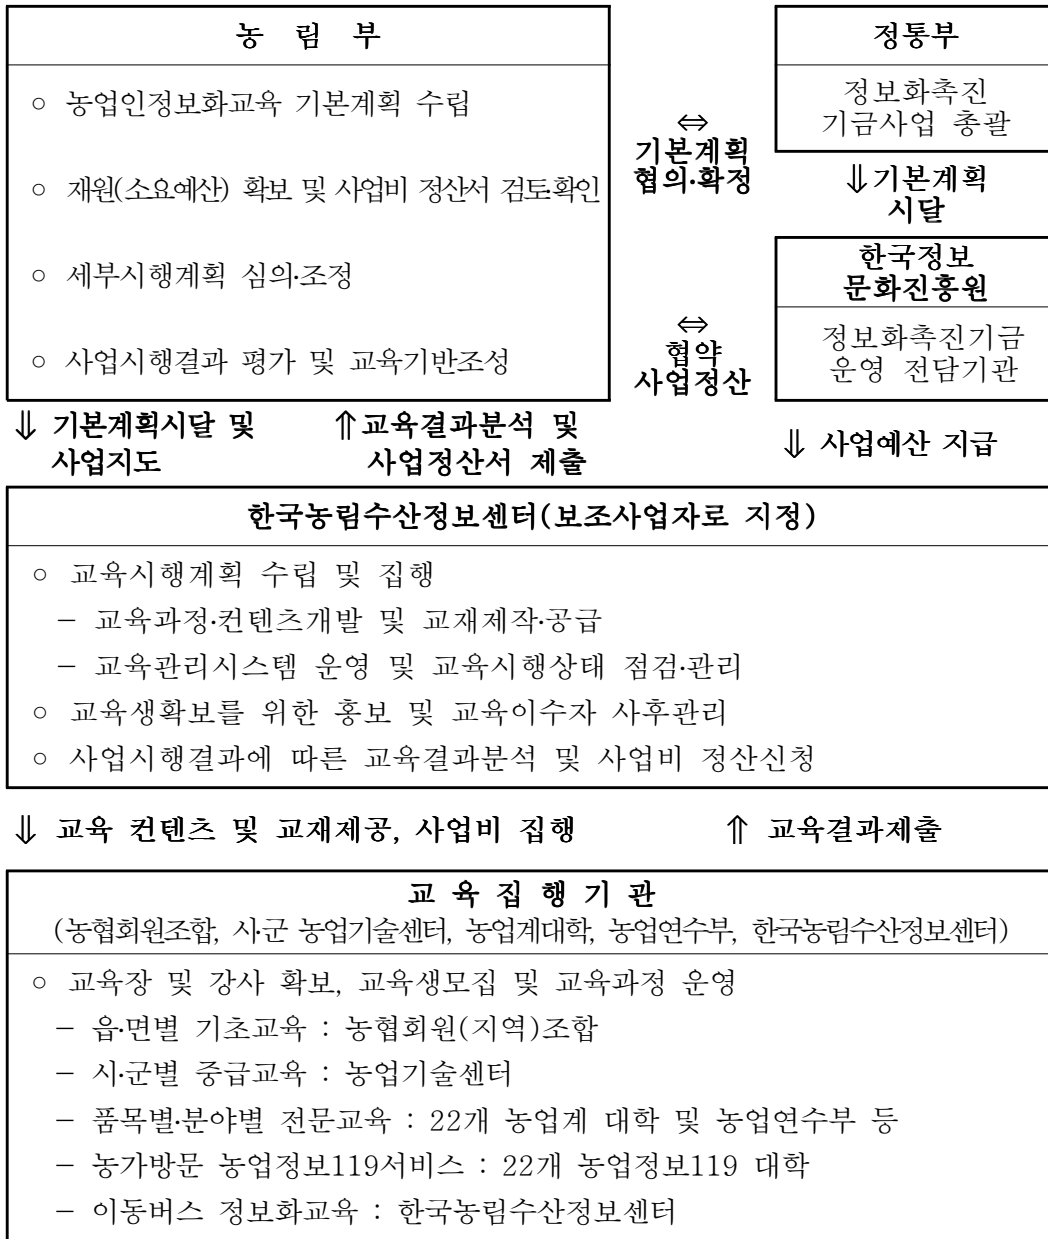 농 림 부
○ 농업인정보화교육 기본계획 수립
○ 재원(소요예산) 확보 및 사업비 정산서 검토확인
○ 세부시행계획 심의·조정
○ 사업시행결과 평가 및 교육기반조성
⇔
기본계획
협의·확정
⇔
협약
사업정산
정통부
정보화촉진
기금사업 총괄
⇓기본계획
시달
한국정보
문화진흥원
정보화촉진기금
운영 전담기관
⇓ 기본계획시달 및
사업지도
⇑교육결과분석 및
사업정산서 제출
⇓ 사업예산 지급
한국농림수산정보센터(보조사업자로 지정)
○ 교육시행계획 수립 및 집행
- 교육과정·컨텐츠개발 및 교재제작·공급
- 교육관리시스템 운영 및 교육시행상태 점검·관리
○ 교육생확보를 위한 홍보 및 교육이수자 사후관리
○ 사업시행결과에 따른 교육결과분석 및 사업비 정산신청
⇓ 교육 컨텐츠 및 교재제공, 사업비 집행 ⇑ 교육결과제출
교 육 집 행 기 관
(농협회원조합, 시·군 농업기술센터, 농업계대학, 농업연수부, 한국농림수산정보센터)
○ 교육장 및 강사 확보, 교육생모집 및 교육과정 운영
- 읍·면별 기초교육 : 농협회원(지역)조합
- 시·군별 중급교육 : 농업기술센터
- 품목별·분야별 전문교육 : 22개 농업계 대학 및 농업연수부 등
- 농가방문 농업정보119서비스 : 22개 농업정보119 대학
- 이동버스 정보화교육 : 한국농림수산정보센터